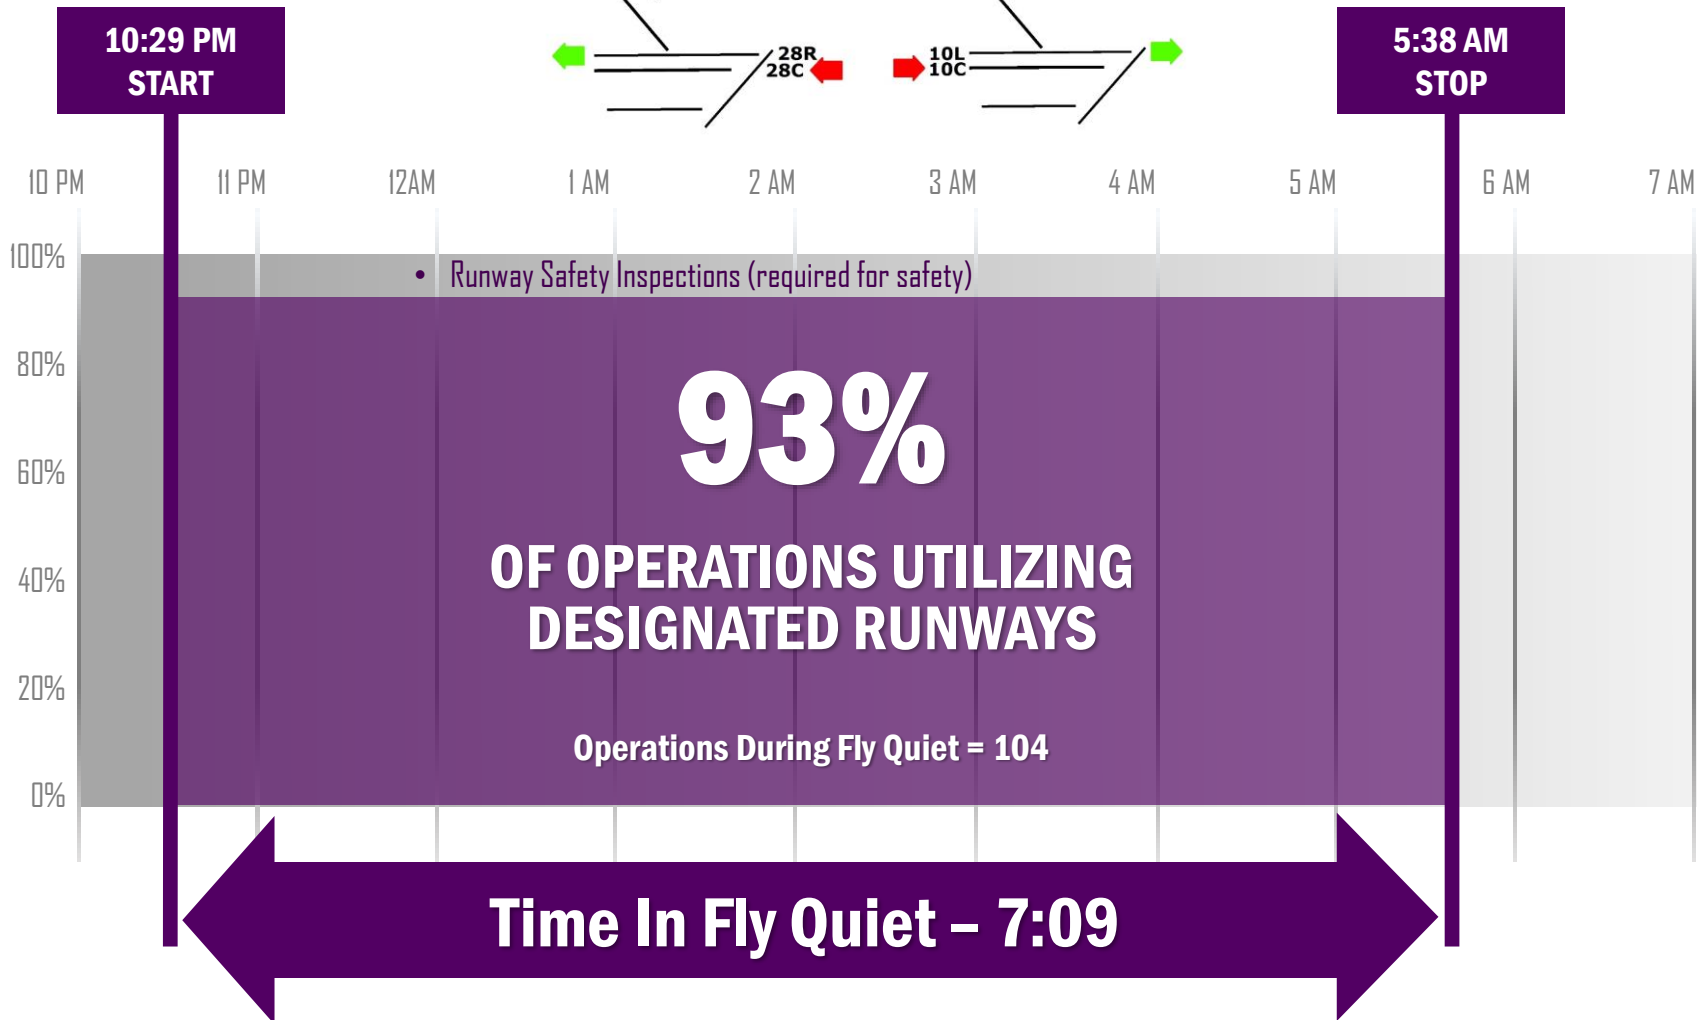 10:29 PM
START
28R
28C
10L
10C
5:38 AM
STOP
10 PM
11 PM
12AM
1 AM
2 AM
3 AM
4 AM
5 AM
6 AM
7 AM
100%
• Runway Safety Inspections (required for safety)
80%
93%
60%
OF OPERATIONS UTILIZING
40%
DESIGNATED RUNWAYS
20%
Operations During Fly Quiet = 104
0%
Time In Fly Quiet – 7:09